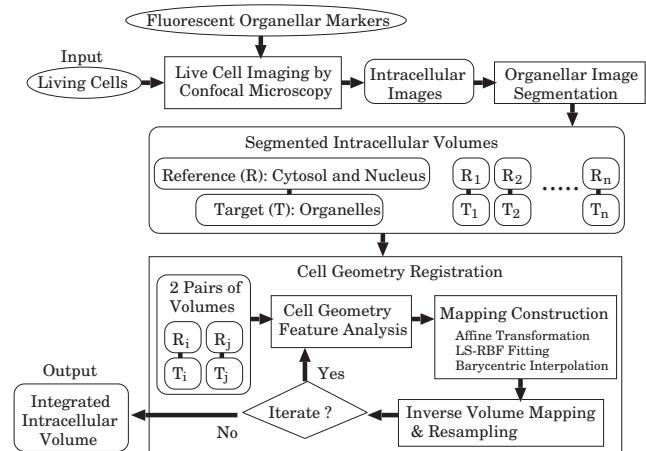 Fluorescent Organellar Markers
Input
Living Cells
Live Cell Imaging by
Confocal Microscopy
Intracellular
Images
Organellar Image
Segmentation
Segmented Intracellular Volumes
Reference (R): Cytosol and Nucleus
Target (T): Organelles
R1 R2 ..... Rn
T1 T2 Tn
Cell Geometry Registration
2 Pairs of
Volumes
Ri Rj
Ti Tj
Cell Geometry
Feature Analysis
Mapping Construction
Affine Transformation
LS-RBF Fitting
Barycentric Interpolation
Yes
Iterate ?
No
Inverse Volume Mapping
& Resampling
Output
Integrated
Intracellular
Volume